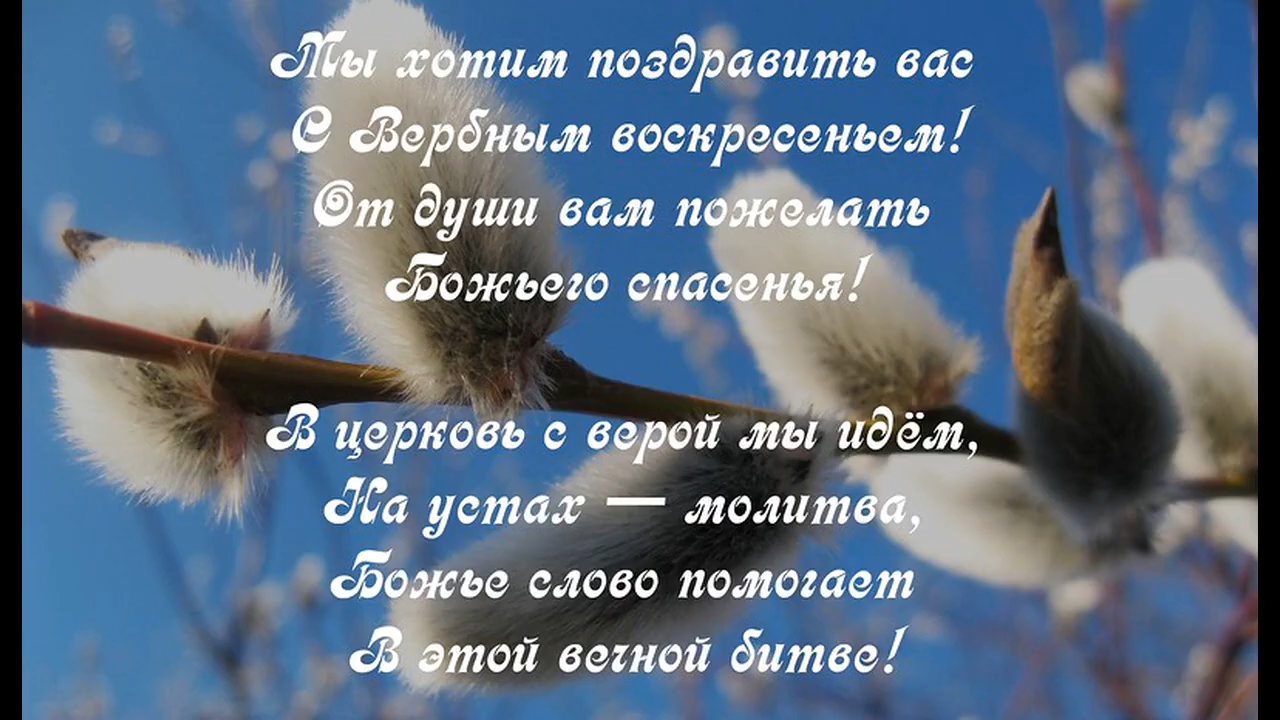 Мы хотим поздравить вас
С Вербным воскресеньем!
От души вам пожелать
Божьего спасенья!
В церковь с верой мы идём,
На устах — молитва,
Божье слово помогает
В этой вечной битве!